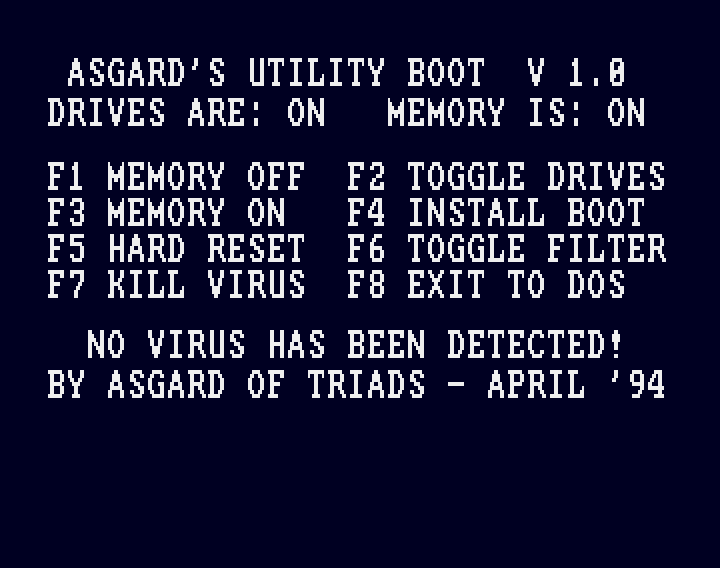 ASGARD'S UTILITY BOOT V 1.0
DRIVES ARE: ON MEMORY IS: ON
F1 MEMORY OFF F2 TOGGLE DRIVES
F3 MEMORY ON F4 INSTALL BOOT
F5 HARD RESET F6 TOGGLE FILTER
F7 KILL VIRUS F8 EXIT TO DOS
NO VIRUS HAS BEEN DETECTED!
BY ASGARD OF TRIADS - APRIL '94